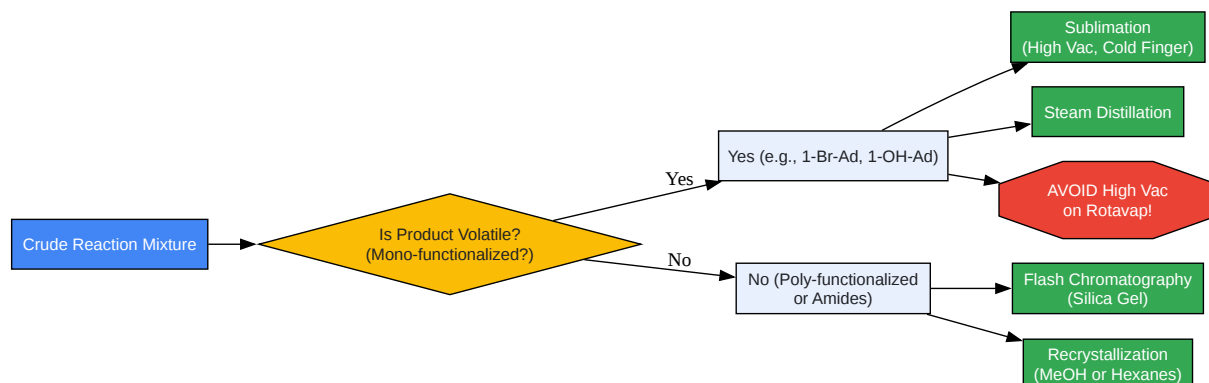 Sublimation
(High Vac, Cold Finger)
Steam Distillation
Yes (e.g., 1-Br-Ad, 1-OH-Ad)
Yes
AVOID High Vac
on Rotavap!
Crude Reaction Mixture
Is Product Volatile?
(Mono-functionalized?)
No
No (Poly-functionalized
or Amides)
Flash Chromatography
(Silica Gel)
Recrystallization
(MeOH or Hexanes)